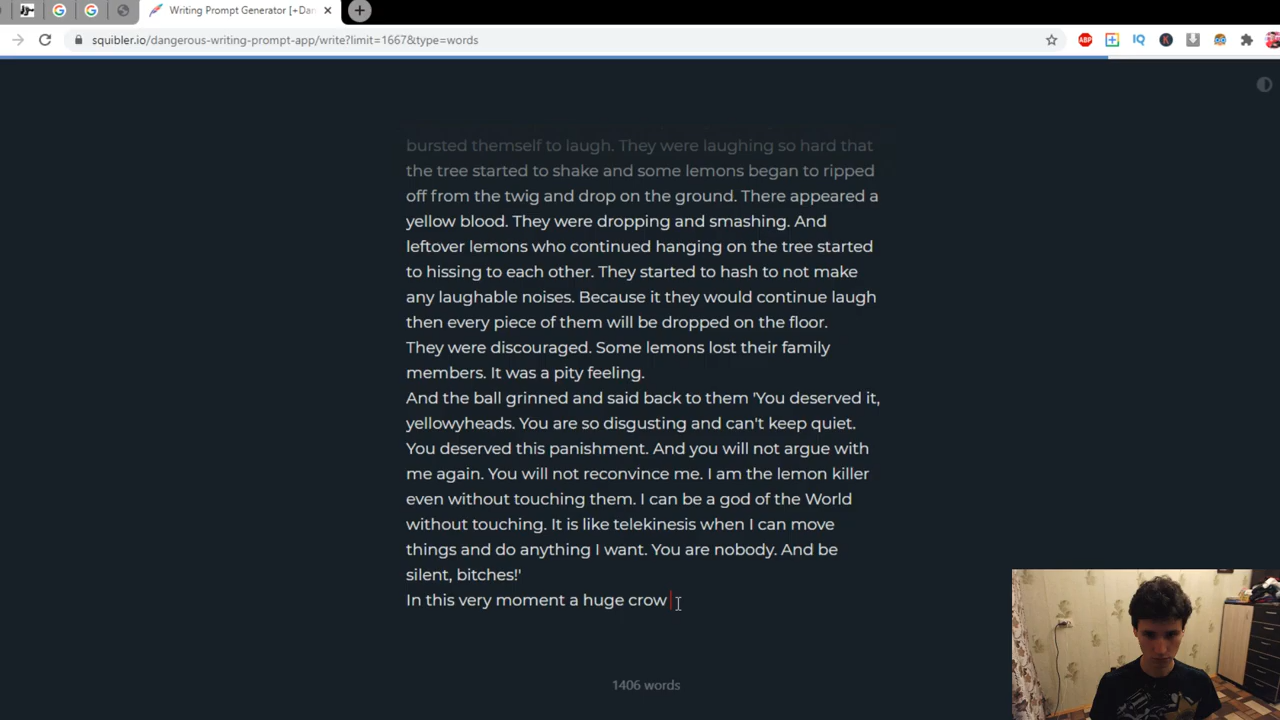 Writing Prompt Generator [+Dan
squibler.io/dangerous-writing-prompt-app/write?limit=1667&type=words
ABP
IQ
K
bursted themself to laugh. They were laughing so hard that
the tree started to shake and some lemons began to ripped
off from the twig and drop on the ground. There appeared a
yellow blood. They were dropping and smashing. And
leftover lemons who continued hanging on the tree started
to hissing to each other. They started to hash to not make
any laughable noises. Because it they would continue laugh
then every piece of them will be dropped on the floor.
They were discouraged. Some lemons lost their family
members. It was a pity feeling.
And the ball grinned and said back to them 'You deserved it,
yellowyheads. You are so disgusting and can't keep quiet.
You deserved this panishment. And you will not argue with
me again. You will not reconvince me. I am the lemon killer
even without touching them. I can be a god of the World
without touching. It is like telekinesis when I can move
things and do anything I want. You are nobody. And be
silent, bitches!'
In this very moment a huge crow
1406 words